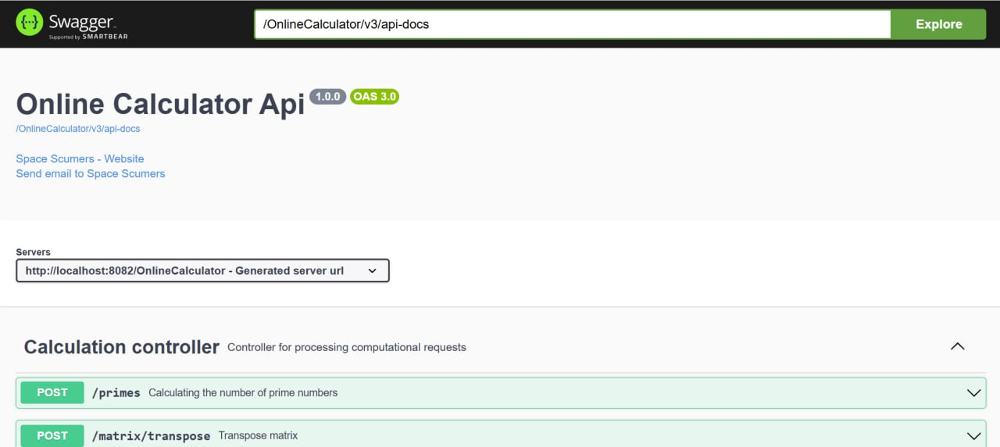 Swagger
Supported by SMARTBEAR
/OnlineCalculator/v3/api-docs
Explore
Online Calculator Api 1.0.0 OAS 3.0
/OnlineCalculator/v3/api-docs
Space Scumers - Website
Send email to Space Scumers
Servers
http://localhost:8082/OnlineCalculator - Generated server url
Calculation controller Controller for processing computational requests
POST /primes Calculating the number of prime numbers
POST /matrix/transpose Transpose matrix